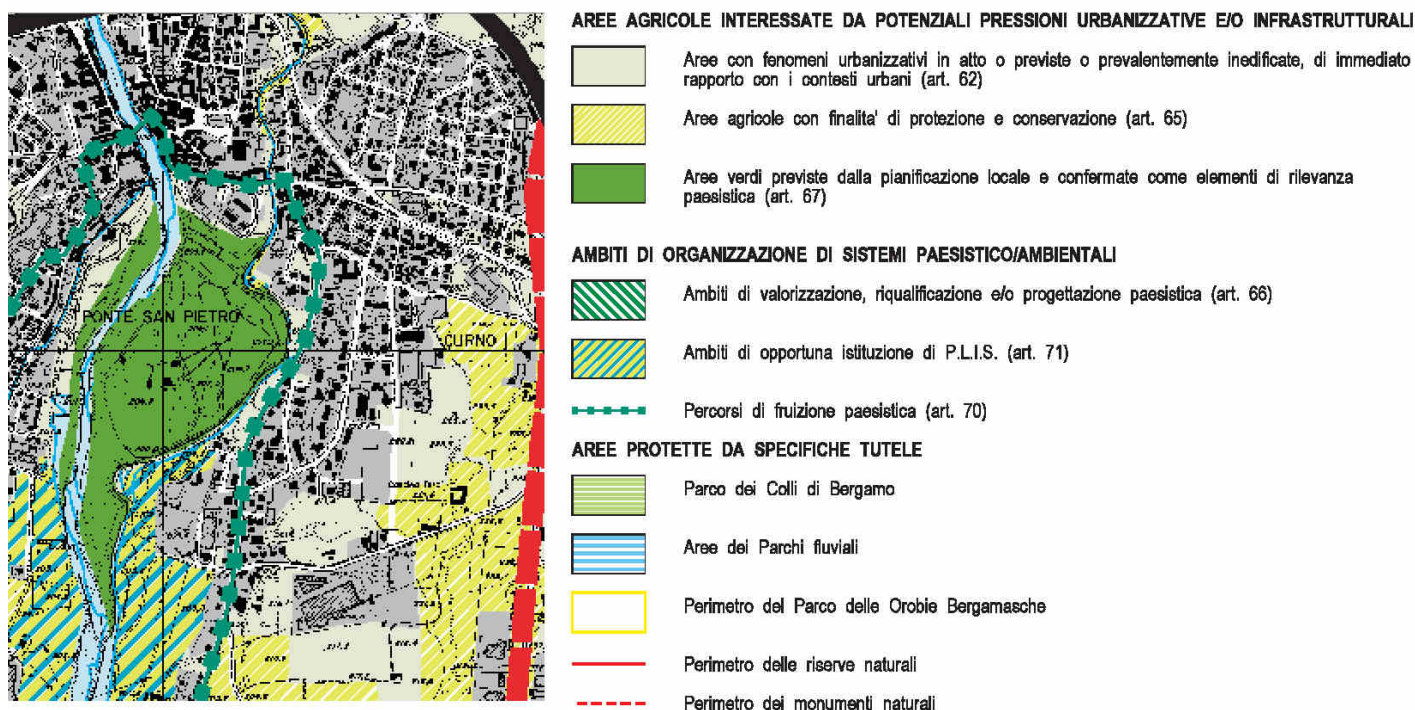 PONTE SAN PIETRO
CURNO
AREE AGRICOLE INTERESSATE DA POTENZIALI PRESSIONI URBANIZZATIVE E/O INFRASTRUTTURALI
Aree con fenomeni urbanizzativi in atto o previste o prevalentemente inedificate, di immediato
rapporto con i contesti urbani (art. 62)
Aree agricole con finalita' di protezione e conservazione (art. 65)
Aree verdi previste dalla pianificazione locale e confermate come elementi di rilevanza
paesistica (art. 67)
AMBITI DI ORGANIZZAZIONE DI SISTEMI PAESISTICO/AMBIENTALI
Ambiti di valorizzazione, riqualificazione e/o progettazione paesistica (art. 66)
Ambiti di opportuna istituzione di P.L.I.S. (art. 71)
Percorsi di fruizione paesistica (art. 70)
AREE PROTETTE DA SPECIFICHE TUTELE
Parco dei Colli di Bergamo
Aree dei Parchi fluviali
Perimetro del Parco delle Orobie Bergamasche
Perimetro delle riserve naturali
Perimetro dei monumenti naturali